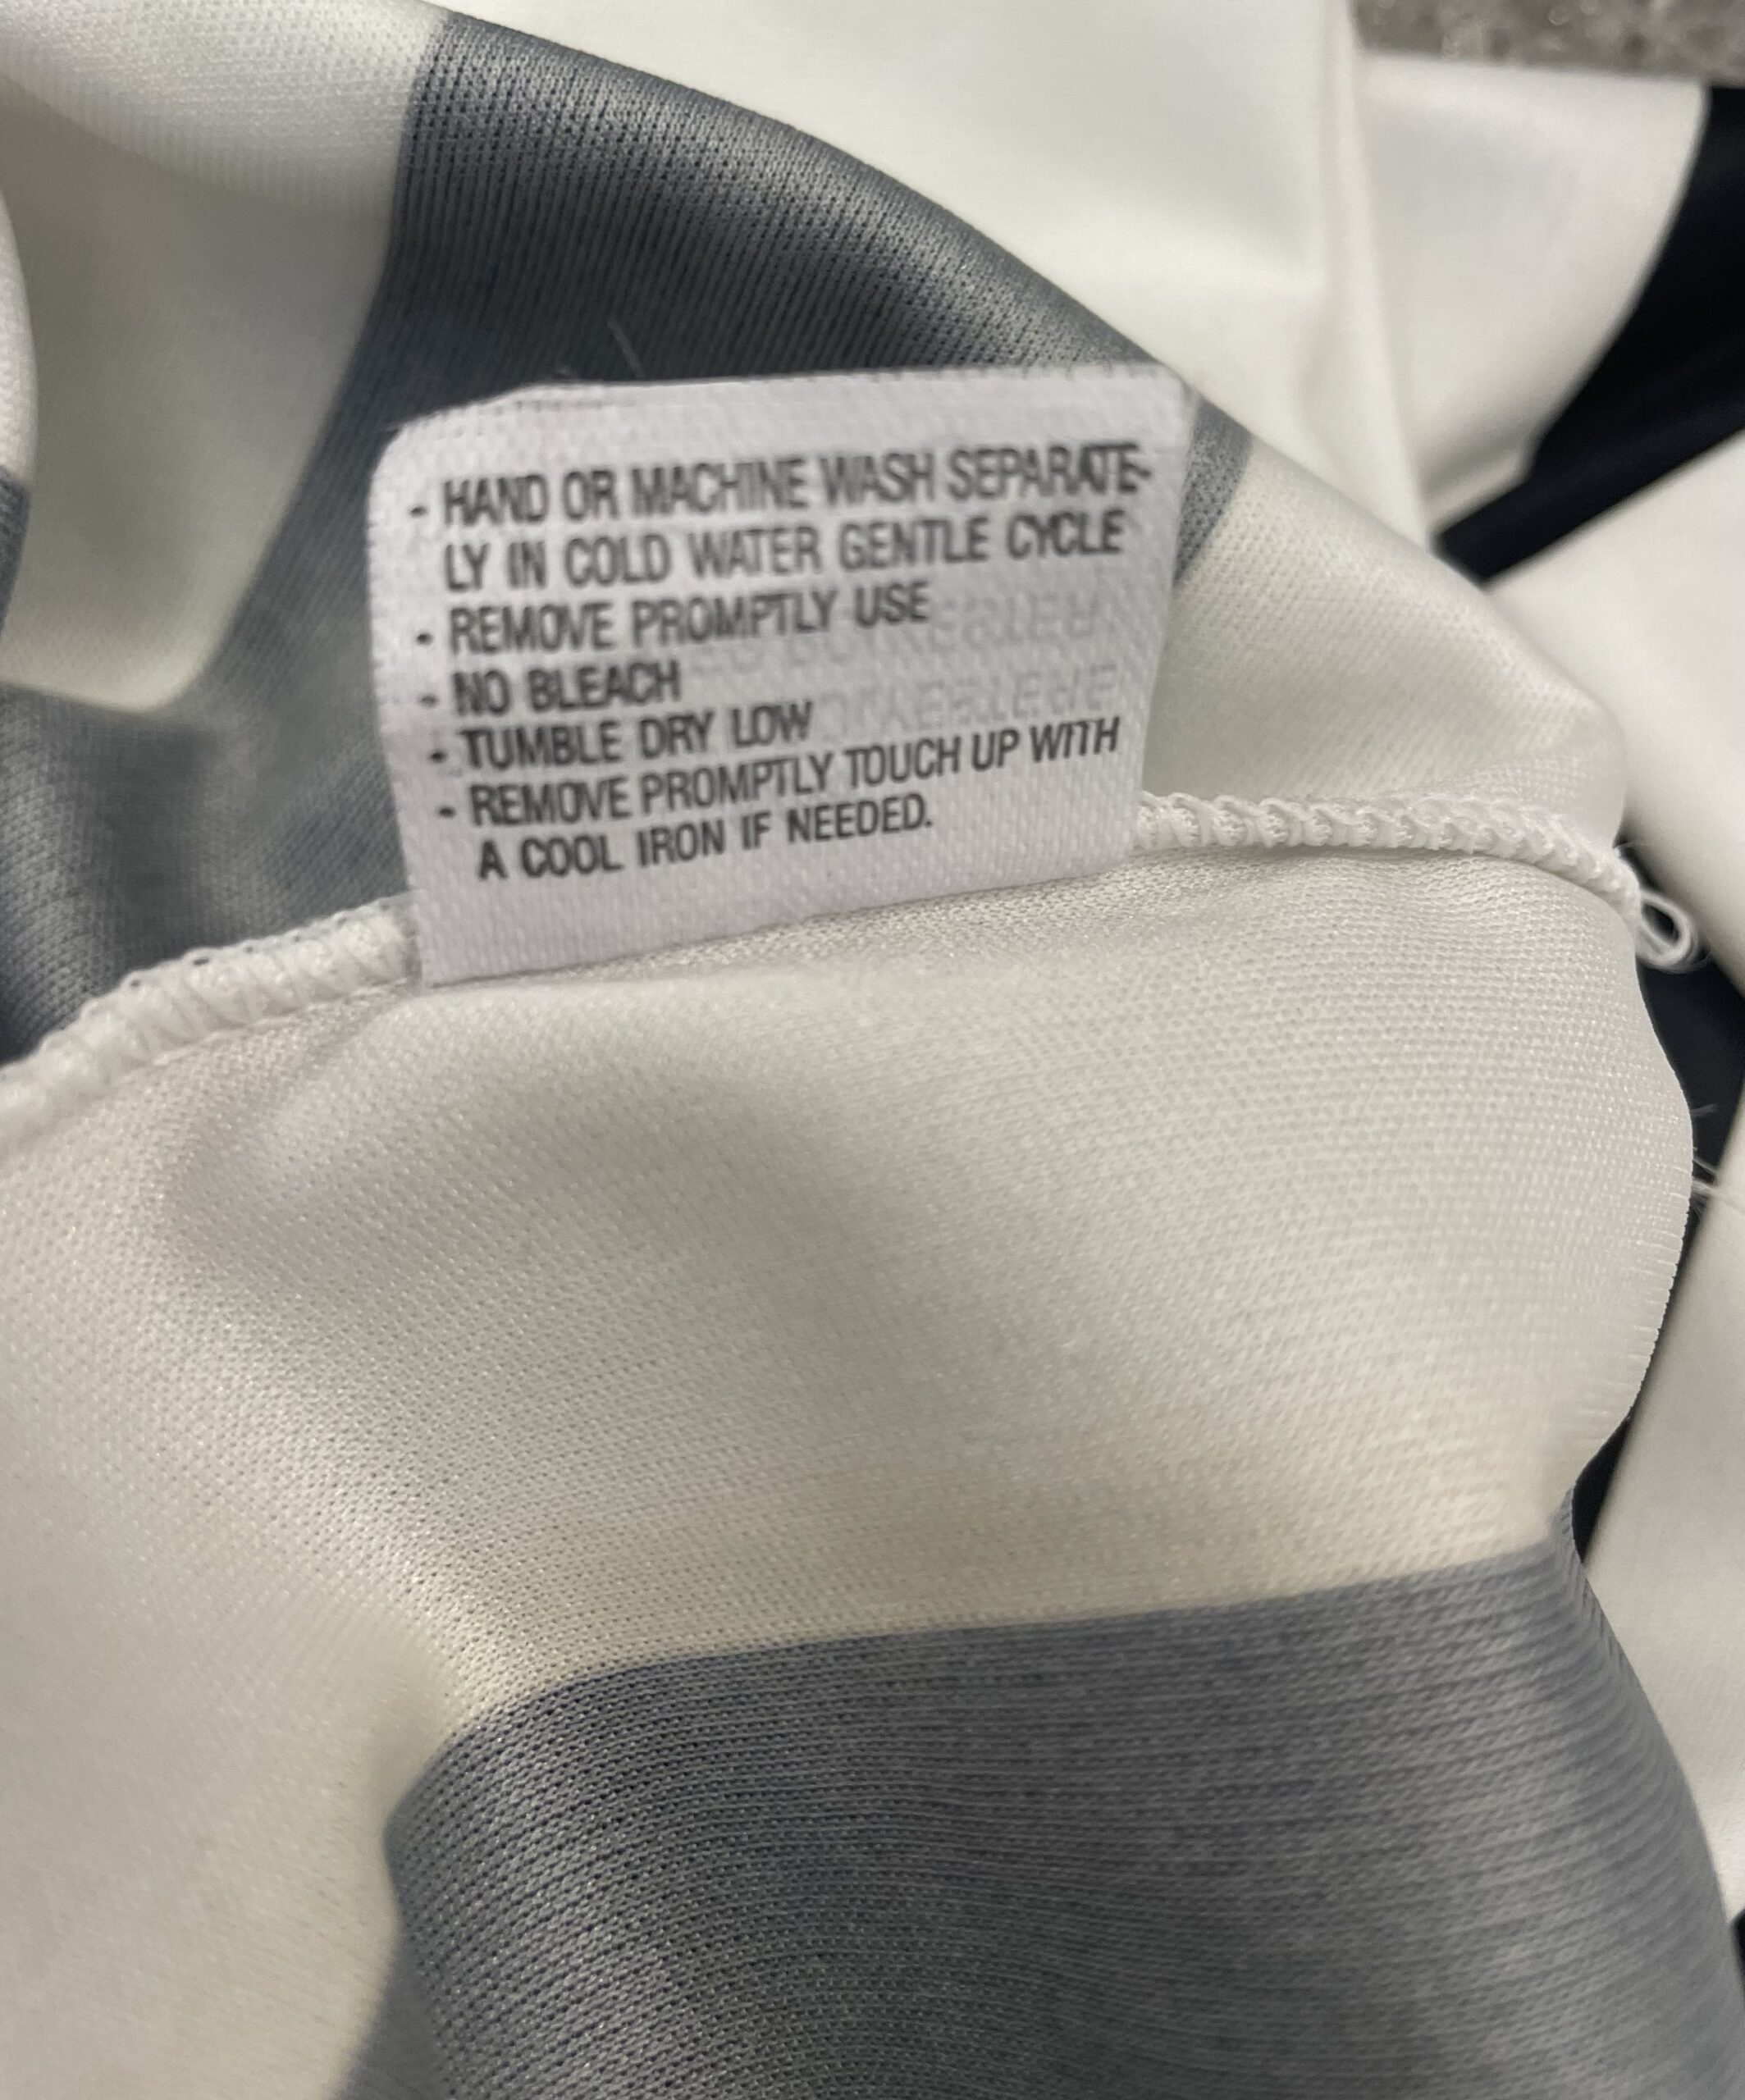 - HAND OR MACHINE WASH SEPARATE-
LY IN COLD WATER GENTLE CYCLE
- REMOVE PROMPTLY USE
- NO BLEACH
- TUMBLE DRY LOW
- REMOVE PROMPTLY TOUCH UP WITH
A COOL IRON IF NEEDED.